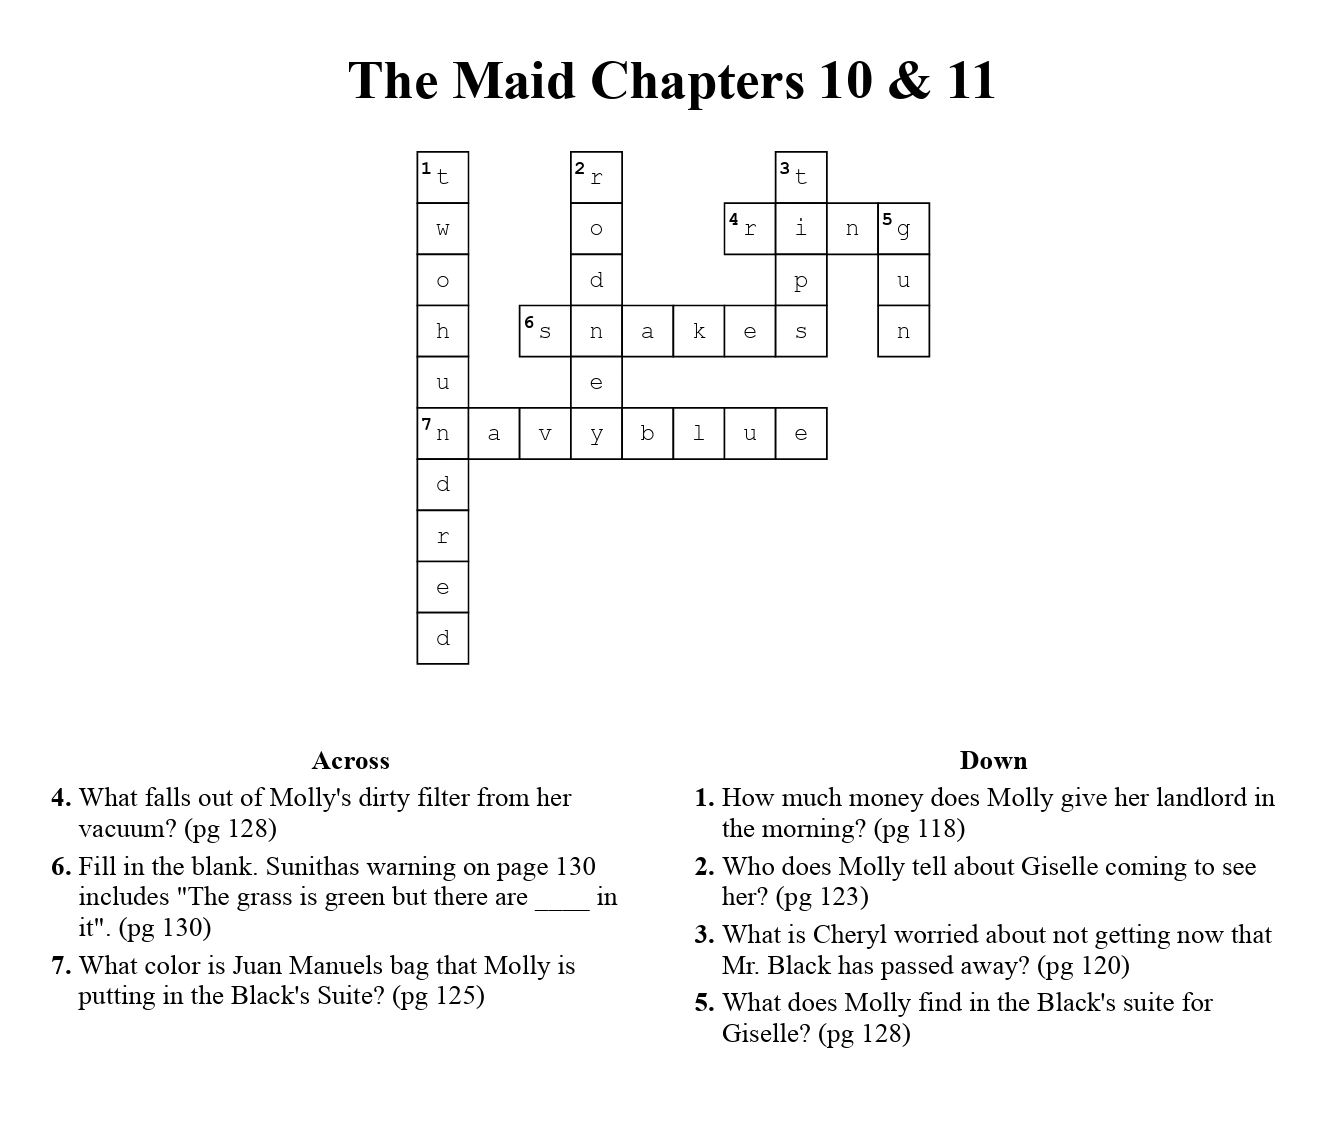 The Maid Chapters 10 & 11
1 t 2 r 3 t
w o 4 r i n 5 g
o d p u
h 6 s n a k e s n
u e
7 n a v y b l u e
d
r
e
d
Across
4. What falls out of Molly's dirty filter from her
vacuum? (pg 128)
6. Fill in the blank. Sunithas warning on page 130
includes "The grass is green but there are ____ in
it". (pg 130)
7. What color is Juan Manuels bag that Molly is
putting in the Black's Suite? (pg 125)
Down
1. How much money does Molly give her landlord in
the morning? (pg 118)
2. Who does Molly tell about Giselle coming to see
her? (pg 123)
3. What is Cheryl worried about not getting now that
Mr. Black has passed away? (pg 120)
5. What does Molly find in the Black's suite for
Giselle? (pg 128)